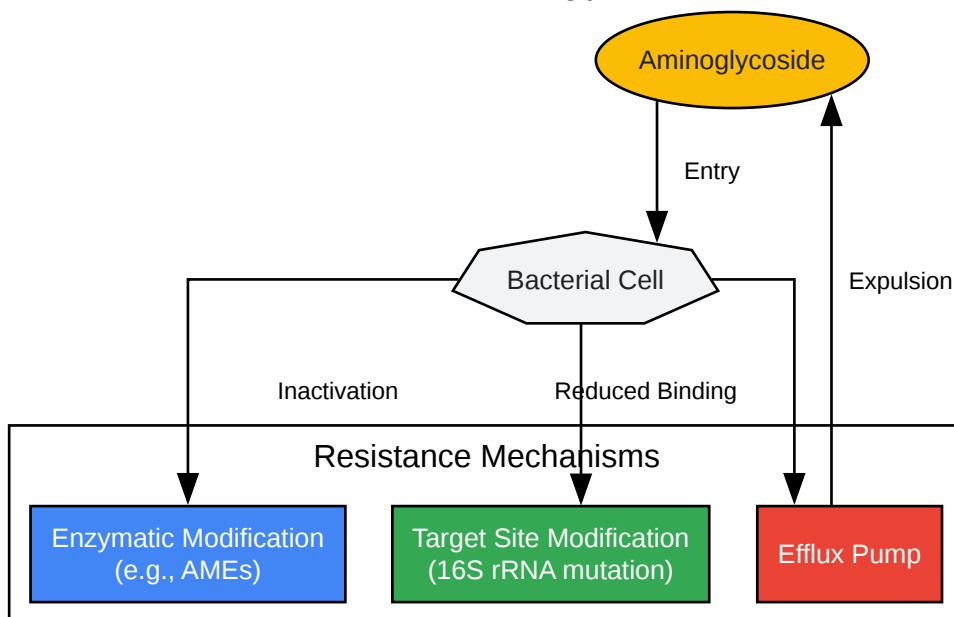 Aminoglycoside
Entry
Bacterial Cell
Expulsion
Inactivation
Reduced Binding
Resistance Mechanisms
Enzymatic Modification
(e.g., AMEs)
Target Site Modification
(16S rRNA mutation)
Efflux Pump